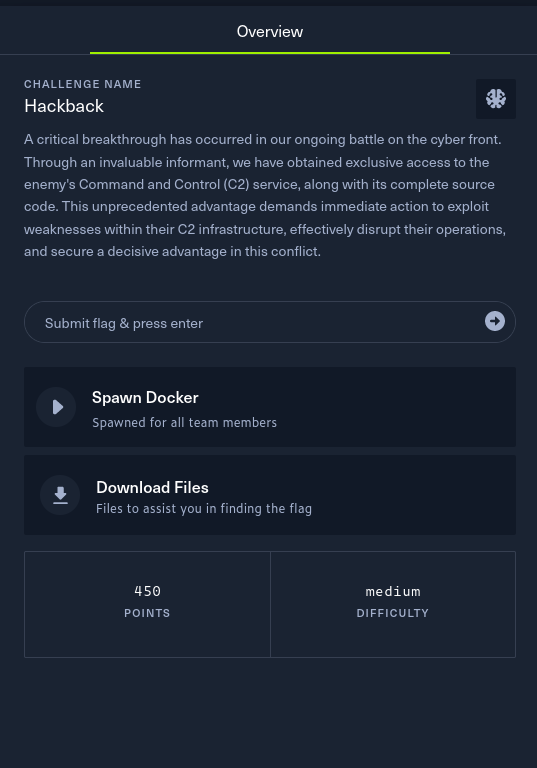 Overview
CHALLENGE NAME
Hackback
A critical breakthrough has occurred in our ongoing battle on the cyber front.
Through an invaluable informant, we have obtained exclusive access to the
enemy's Command and Control (C2) service, along with its complete source
code. This unprecedented advantage demands immediate action to exploit
weaknesses within their C2 infrastructure, effectively disrupt their operations,
and secure a decisive advantage in this conflict.
Submit flag & press enter
Spawn Docker
Spawned for all team members
Download Files
Files to assist you in finding the flag
450
POINTS
medium
DIFFICULTY